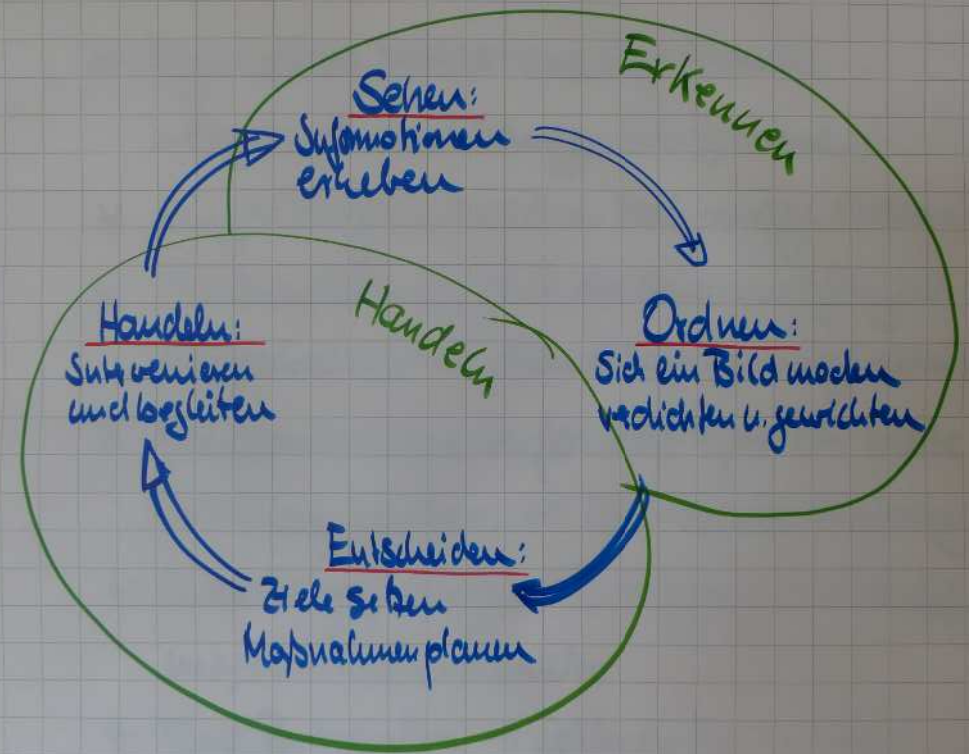 Erkennen
Sehen:
Informationen
erheben
Ordnen:
Sich ein Bild machen
verdichten u. gewichten
Handeln
Entscheiden:
Ziele setzen
Maßnahmen planen
Handeln:
Intervenieren
und begleiten